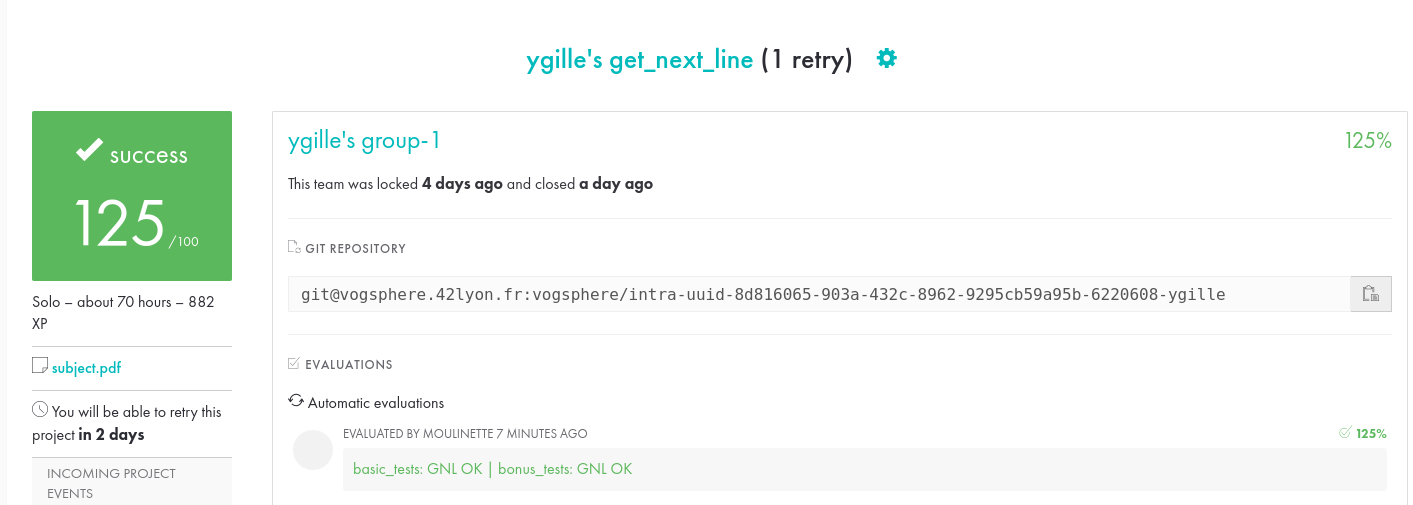 ygille's get_next_line (1 retry)
success
125 /100
Solo – about 70 hours – 882
XP
subject.pdf
You will be able to retry this
project in 2 days
INCOMING PROJECT
EVENTS
ygille's group-1
125%
This team was locked 4 days ago and closed a day ago
GIT REPOSITORY
git@vogsphere.42lyon.fr:vogsphere/intra-uuid-8d816065-903a-432c-8962-9295cb59a95b-6220608-ygille
EVALUATIONS
Automatic evaluations
EVALUATED BY MOULINETTE 7 MINUTES AGO
125%
basic_tests: GNL OK | bonus_tests: GNL OK